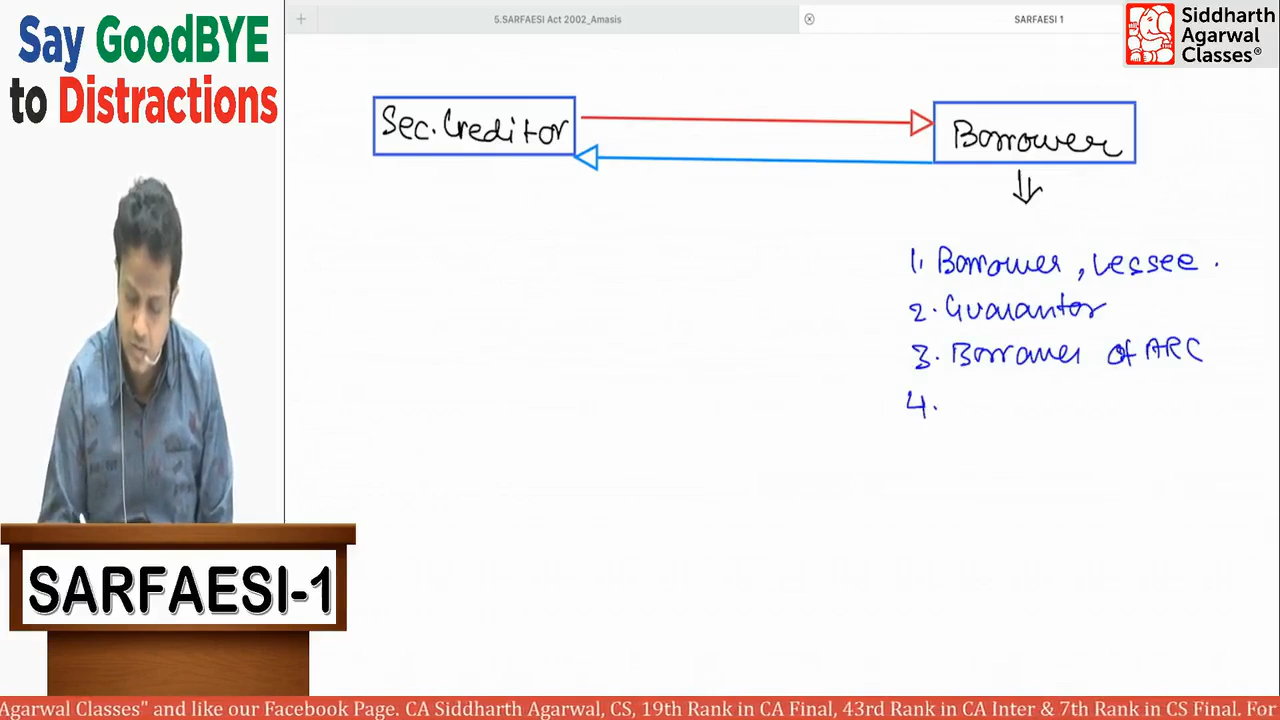 Say GoodBYE
to Distractions
5.SARFAESI Act 2002_Amasis
SARFAESI 1
Siddharth
Agarwal
Classes®
Sec. Creditor
Borrower
1. Borrower, Lessee.
2. Guarantor
3. Borrower of ARC
4.
SARFAESI-1
Agarwal Classes" and like our Facebook Page. CA Siddharth Agarwal, CS, 19th Rank in CA Final, 43rd Rank in CA Inter & 7th Rank in CS Final. For